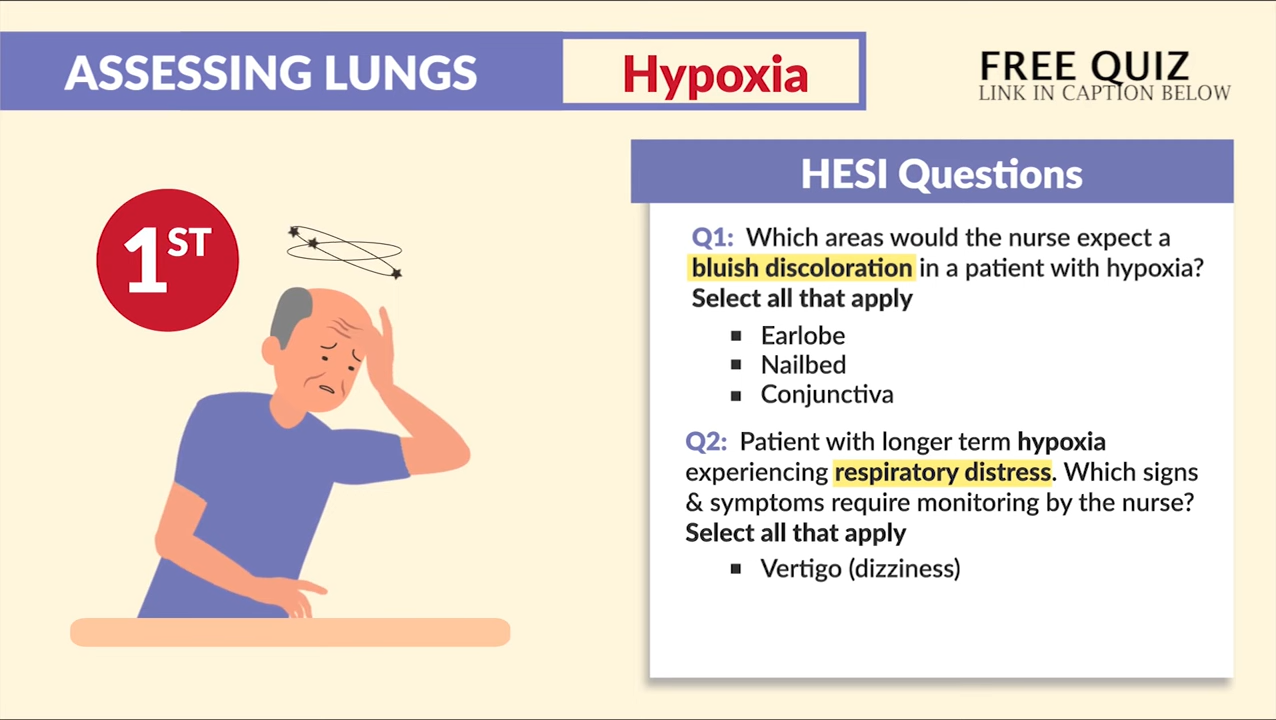 ASSESSING LUNGS
Hypoxia
FREE QUIZ
LINK IN CAPTION BELOW
1ST
HESI Questions
Q1: Which areas would the nurse expect a
bluish discoloration in a patient with hypoxia?
Select all that apply
▪ Earlobe
▪ Nailbed
▪ Conjunctiva
Q2: Patient with longer term hypoxia
experiencing respiratory distress. Which signs
& symptoms require monitoring by the nurse?
Select all that apply
▪ Vertigo (dizziness)